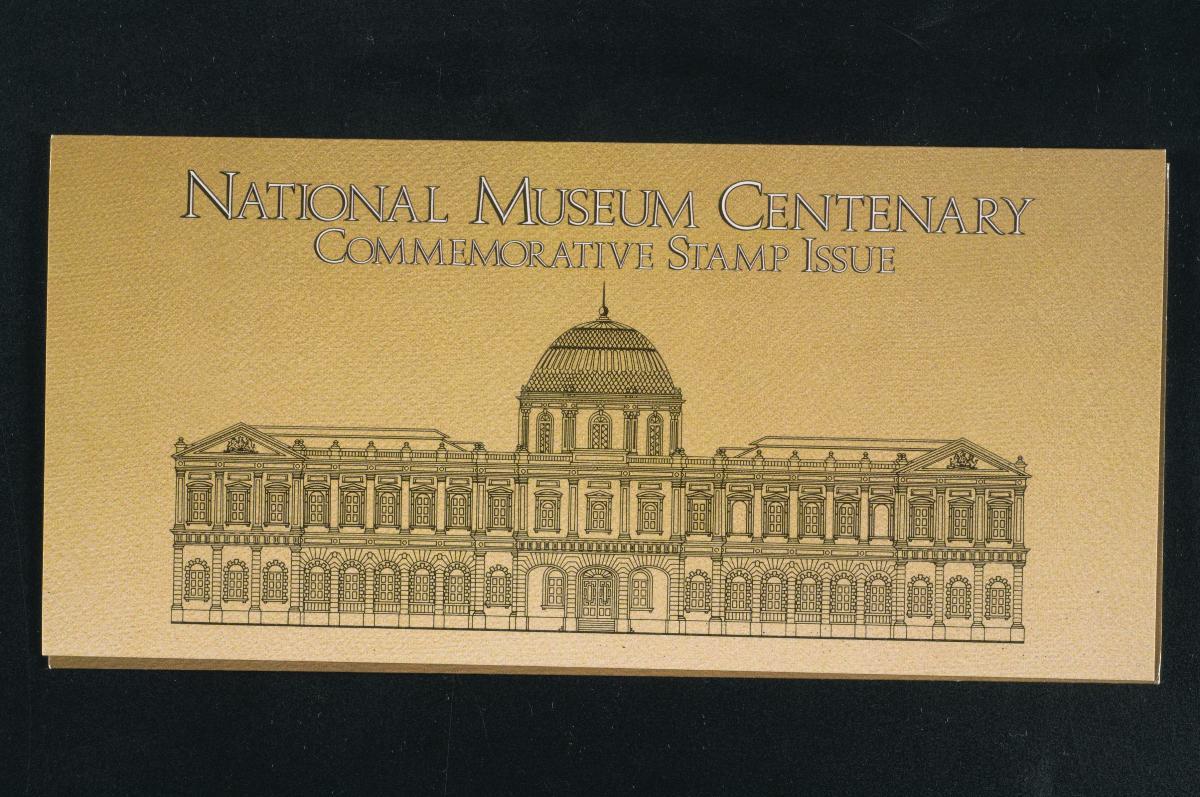 NATIONAL MUSEUM CENTENARY
COMMEMORATIVE STAMP ISSUE